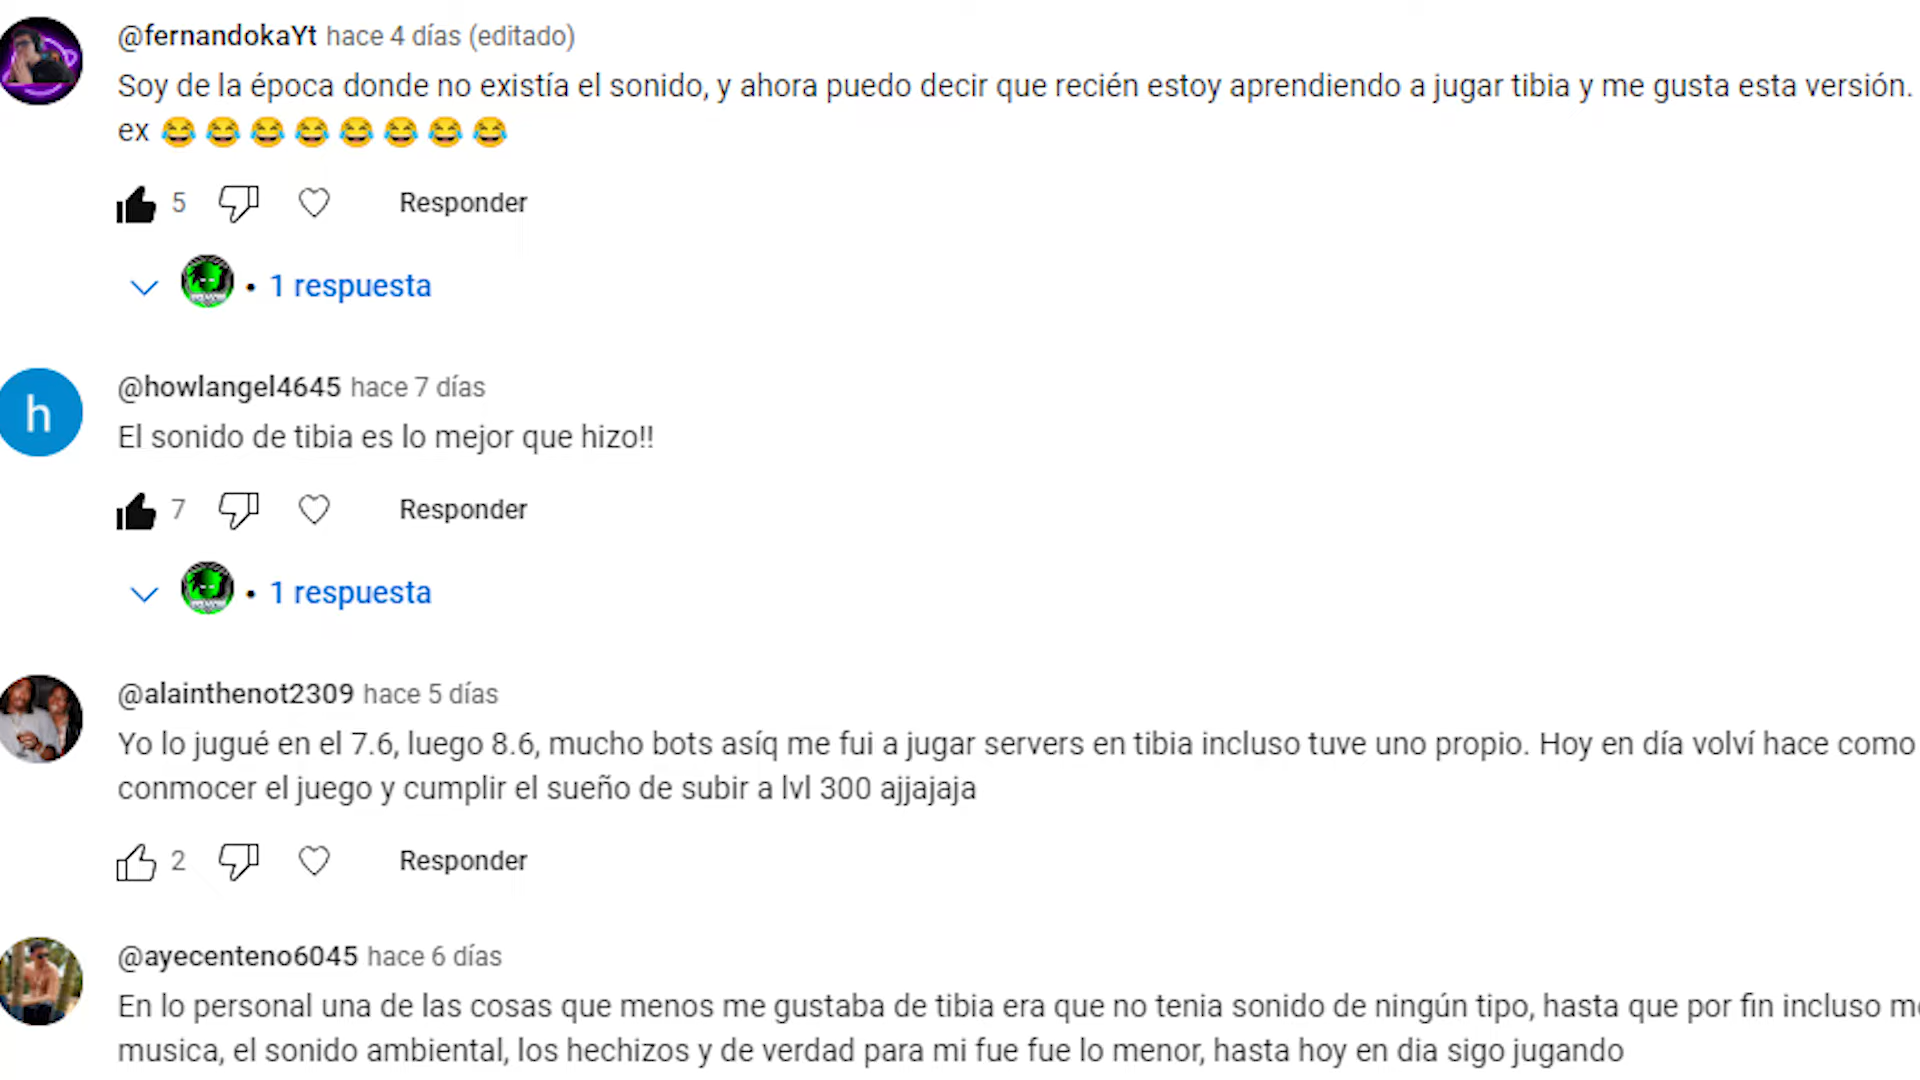 @fernandokaYt hace 4 días (editado)
Soy de la época donde no existía el sonido, y ahora puedo decir que recién estoy aprendiendo a jugar tibia y me gusta esta versión.
ex 😂😂😂😂😂😂😂😂
5 Responder
• 1 respuesta
h
@howlangel4645 hace 7 días
El sonido de tibia es lo mejor que hizo!!
7 Responder
• 1 respuesta
@alainthenot2309 hace 5 días
Yo lo jugué en el 7.6, luego 8.6, mucho bots asíq me fui a jugar servers en tibia incluso tuve uno propio. Hoy en día volví hace como
conmocer el juego y cumplir el sueño de subir a lvl 300 ajjajaja
2 Responder
@ayecenteno6045 hace 6 días
En lo personal una de las cosas que menos me gustaba de tibia era que no tenia sonido de ningún tipo, hasta que por fin incluso
musica, el sonido ambiental, los hechizos y de verdad para mi fue fue lo menor, hasta hoy en dia sigo jugando